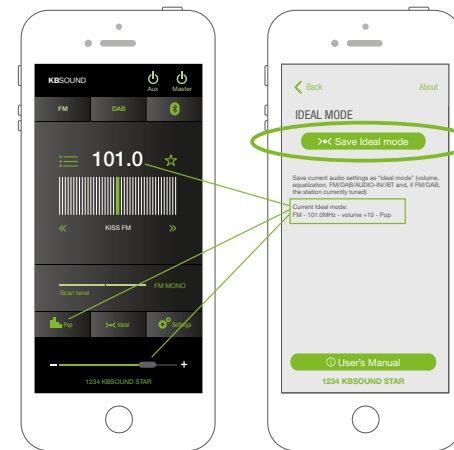 KBSOUND
Aux Master
FM DAB
101.0
KISS FM
Scan level FM MONO
Pop Ideal Settings
- +
1234 KBSOUND STAR
Back About
IDEAL MODE
Save Ideal mode
Save current audio settings as "ideal mode" (volume,
equalization, FM/DAB/AUDIO-IN//BT and, if FM/DAB,
the station currently tuned)
Current Ideal mode:
FM - 101.0MHz - volume +10 - Pop
User's Manual
1234 KBSOUND STAR